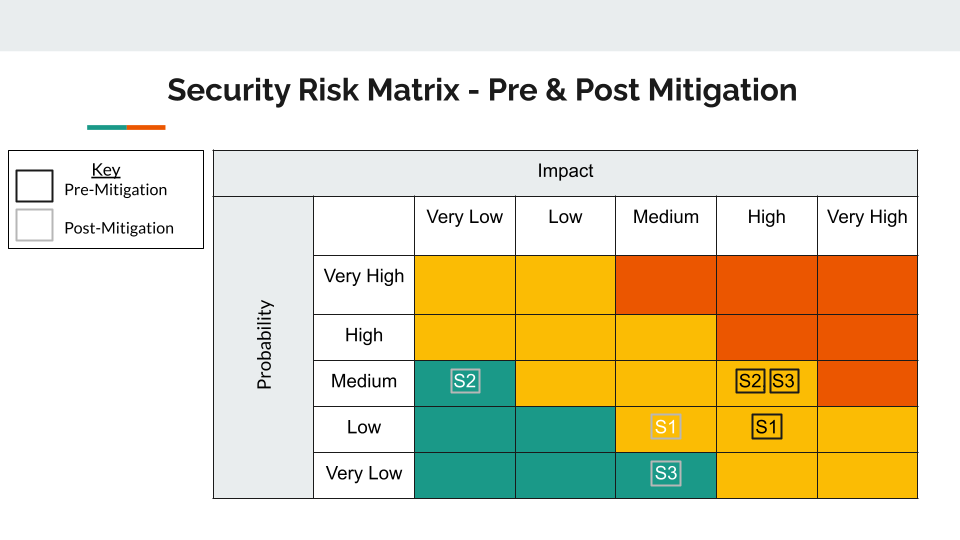 Security Risk Matrix - Pre & Post Mitigation
Key
Pre-Mitigation
Post-Mitigation
Impact
Probability
Very Low
Low
Medium
High
Very High
Very High
High
Medium
S2
S2 S3
Low
S1
S1
Very Low
S3